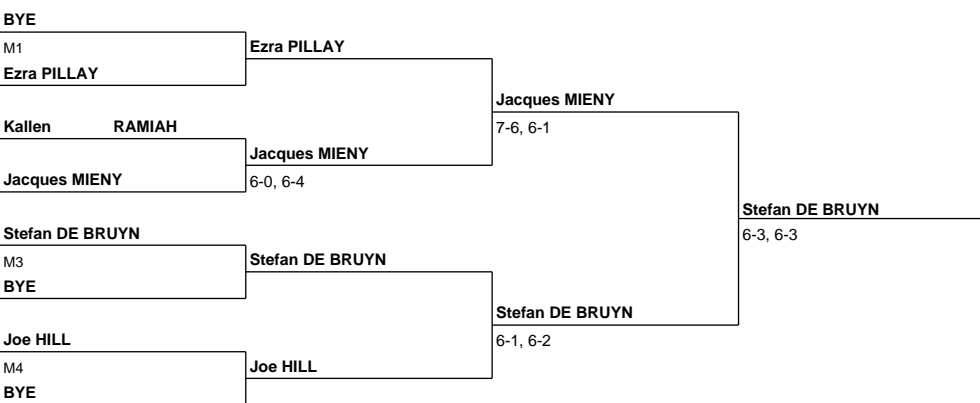 BYE
M1
Ezra PILLAY
Ezra PILLAY
Kallen RAMIAH
Jacques MIENY
Jacques MIENY
6-0, 6-4
Jacques MIENY
7-6, 6-1
Stefan DE BRUYN
M3
BYE
Stefan DE BRUYN
Joe HILL
M4
BYE
Joe HILL
Stefan DE BRUYN
6-1, 6-2
Stefan DE BRUYN
6-3, 6-3